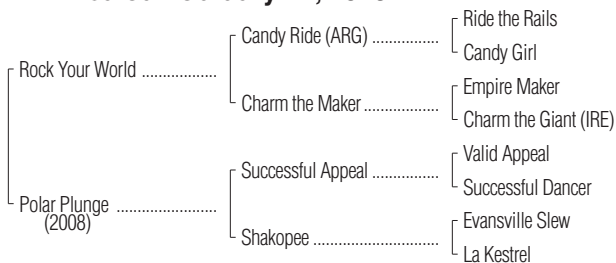 Ride the Rails
Candy Ride (ARG) ................
Candy Girl
Rock Your World .................
Empire Maker
Charm the Maker .................
Charm the Giant (IRE)
Valid Appeal
Successful Appeal ...............
Successful Dancer
Polar Plunge .......................
(2008)
Evansville Slew
Shakopee .............................
La Kestrel